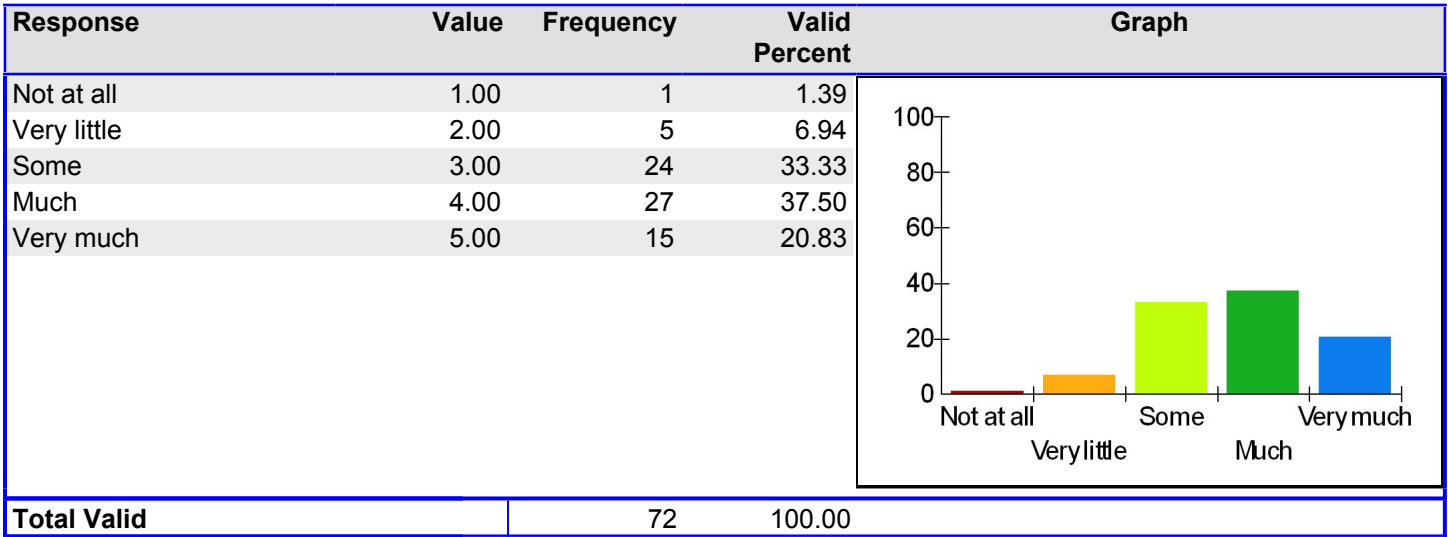 Response Value Frequency Valid Percent Graph
Not at all 1.00 1 1.39
Very little 2.00 5 6.94
Some 3.00 24 33.33
Much 4.00 27 37.50
Very much 5.00 15 20.83
100
80
60
40
20
0
Not at all Some Very much
Very little Much
Total Valid 72 100.00